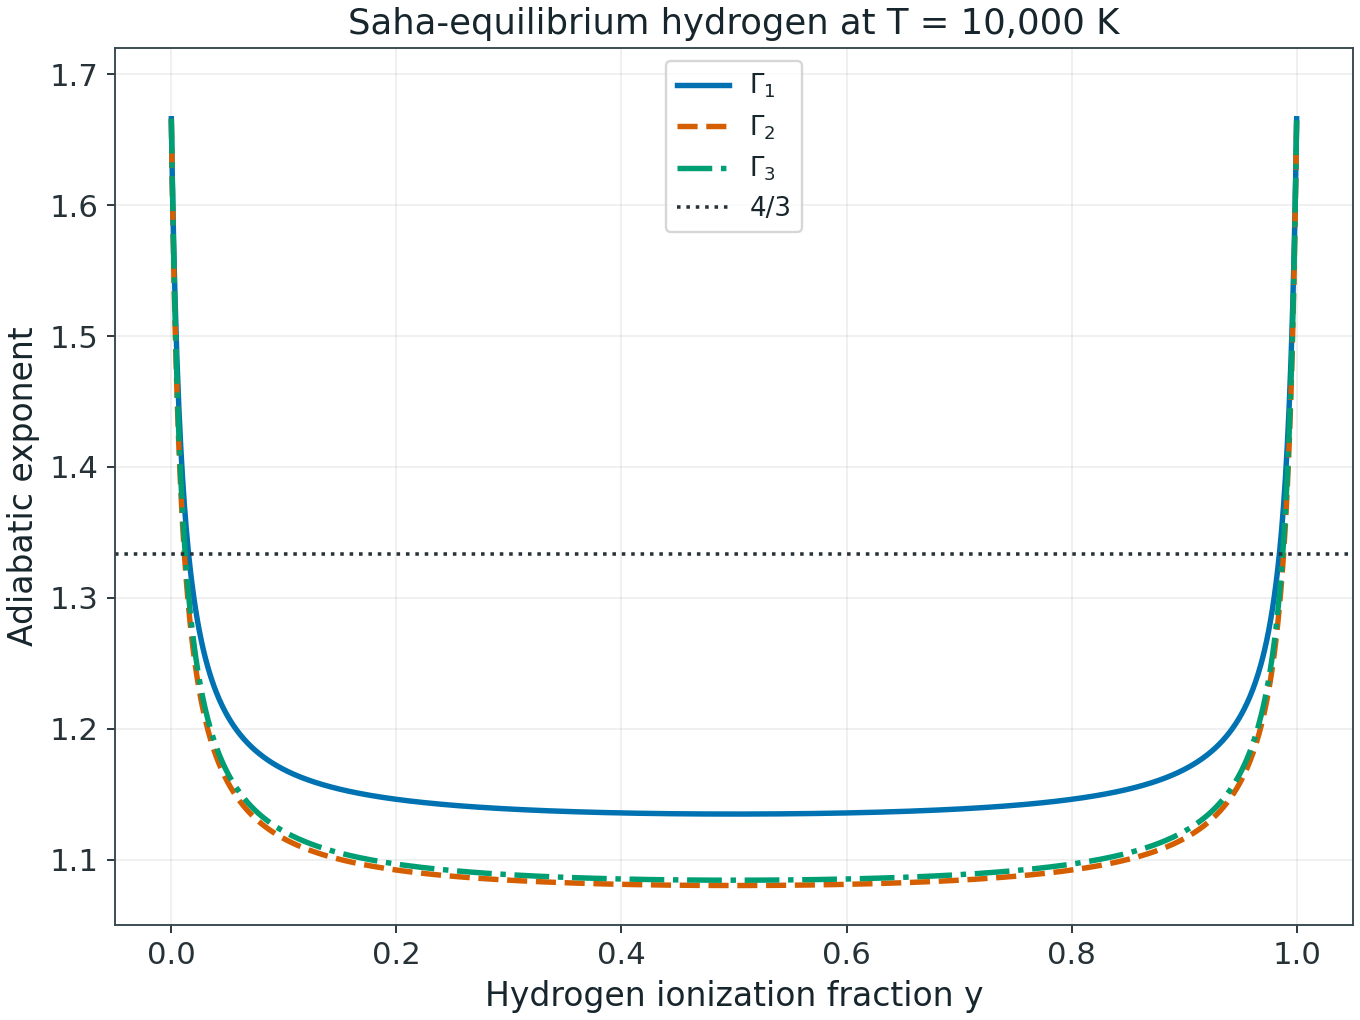 Saha-equilibrium hydrogen at T = 10,000 K
Γ₁
Γ₂
Γ₃
4/3
Adiabatic exponent
1.7
1.6
1.5
1.4
1.3
1.2
1.1
0.0 0.2 0.4 0.6 0.8 1.0
Hydrogen ionization fraction y